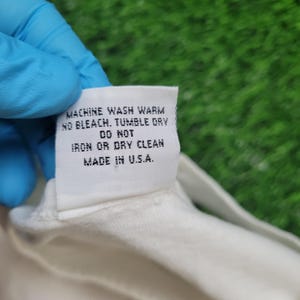 MACHINE WASH WARM
NO BLEACH. TUMBLE DRY
DO NOT
IRON OR DRY CLEAN
MADE IN U.S.A.